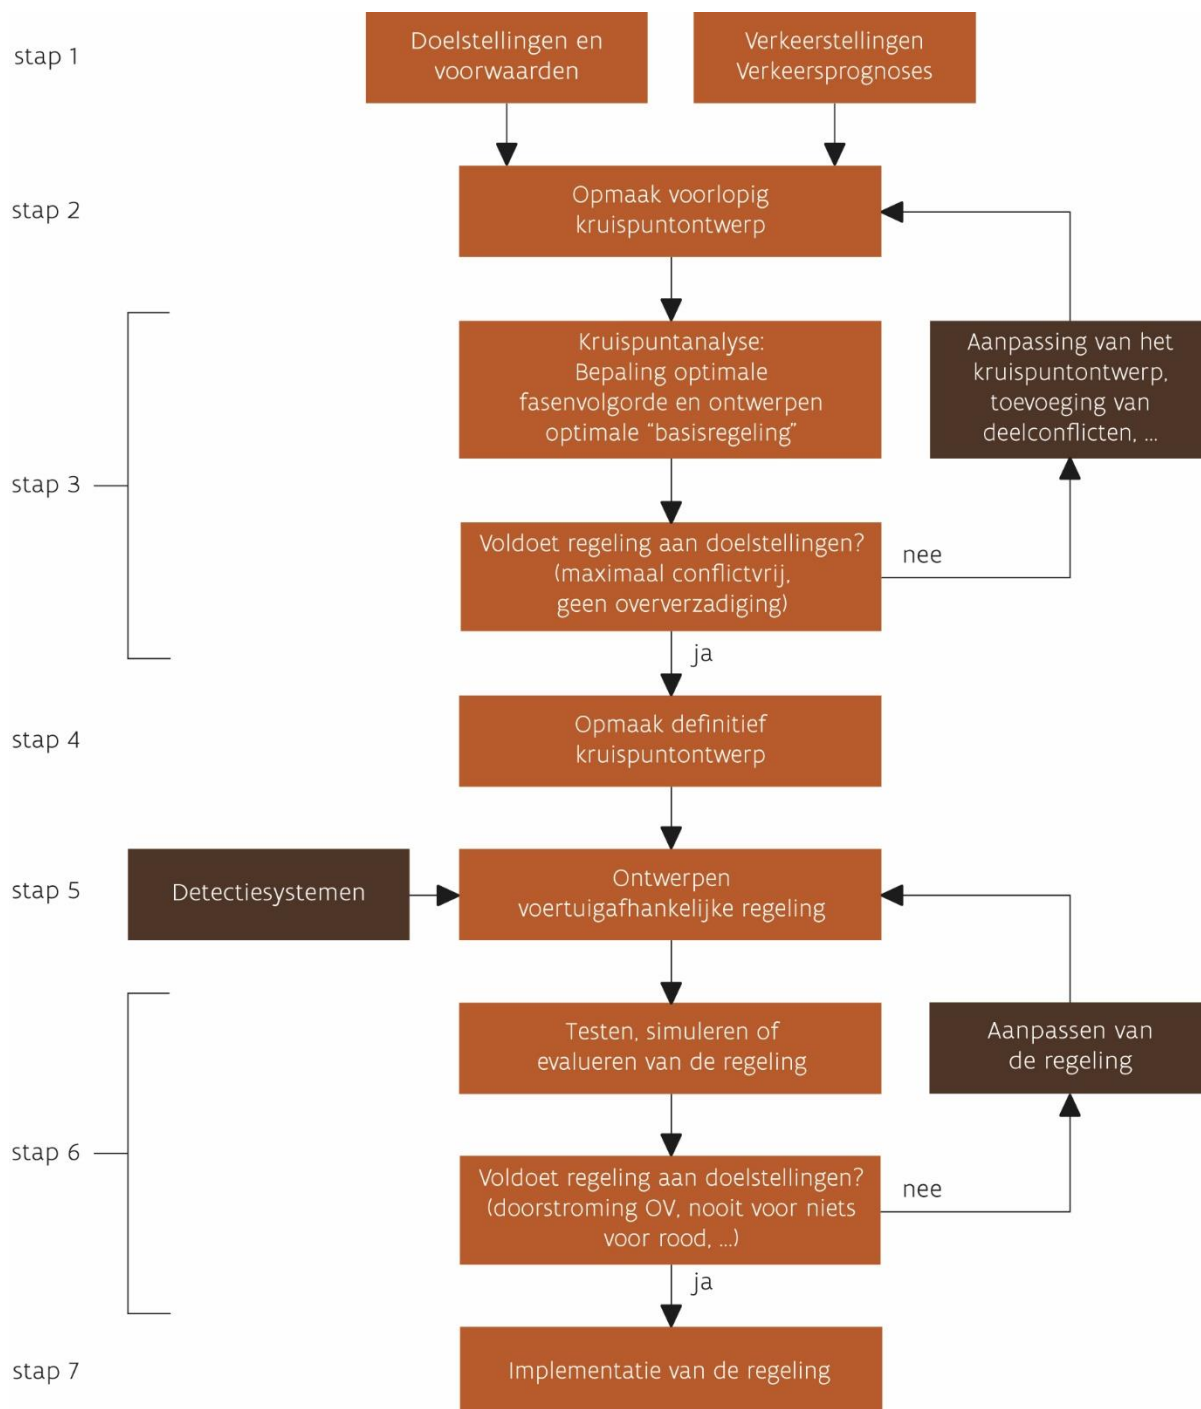 stap 1
Doelstellingen en
voorwaarden
Verkeerstellingen
Verkeersprognoses
stap 2
Opmaak voorlopig
kruispuntontwerp
stap 3
Kruispuntanalyse:
Bepaling optimale
fasenvolgorde en ontwerpen
optimale “basisregeling”
Aanpassing van het
kruispuntontwerp,
toevoeging van
deelconflicten, ...
Voldoet regeling aan doelstellingen?
(maximaal conflictvrij,
geen oververzadiging)
nee
ja
stap 4
Opmaak definitief
kruispuntontwerp
stap 5
Detectiesystemen
Ontwerpen
voertuigafhankelijke regeling
stap 6
Testen, simuleren of
evalueren van de regeling
Aanpassen van
de regeling
Voldoet regeling aan doelstellingen?
(doorstroming OV, nooit voor niets
voor rood, ...)
nee
ja
stap 7
Implementatie van de regeling